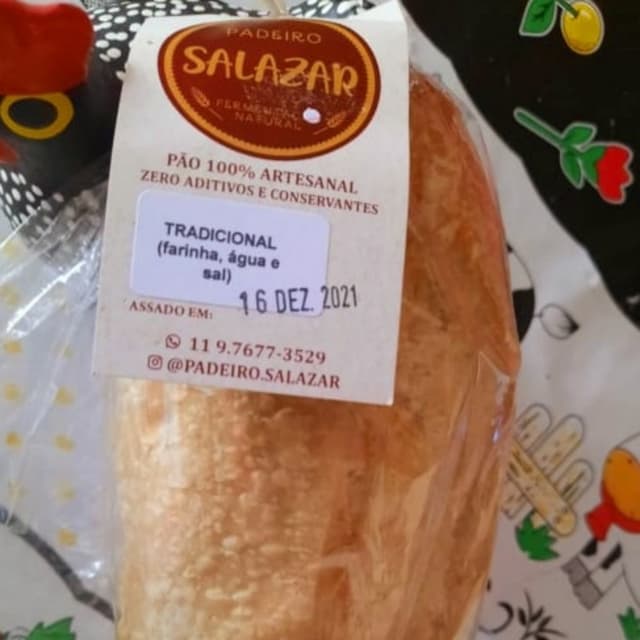 PADEIRO
SALAZAR
FERMENTAÇÃO
NATURAL
PÃO 100% ARTESANAL
ZERO ADITIVOS E CONSERVANTES
TRADICIONAL
(farinha, água e
sal)
ASSADO EM: 16 DEZ. 2021
11 9.7677-3529
@PADEIRO.SALAZAR